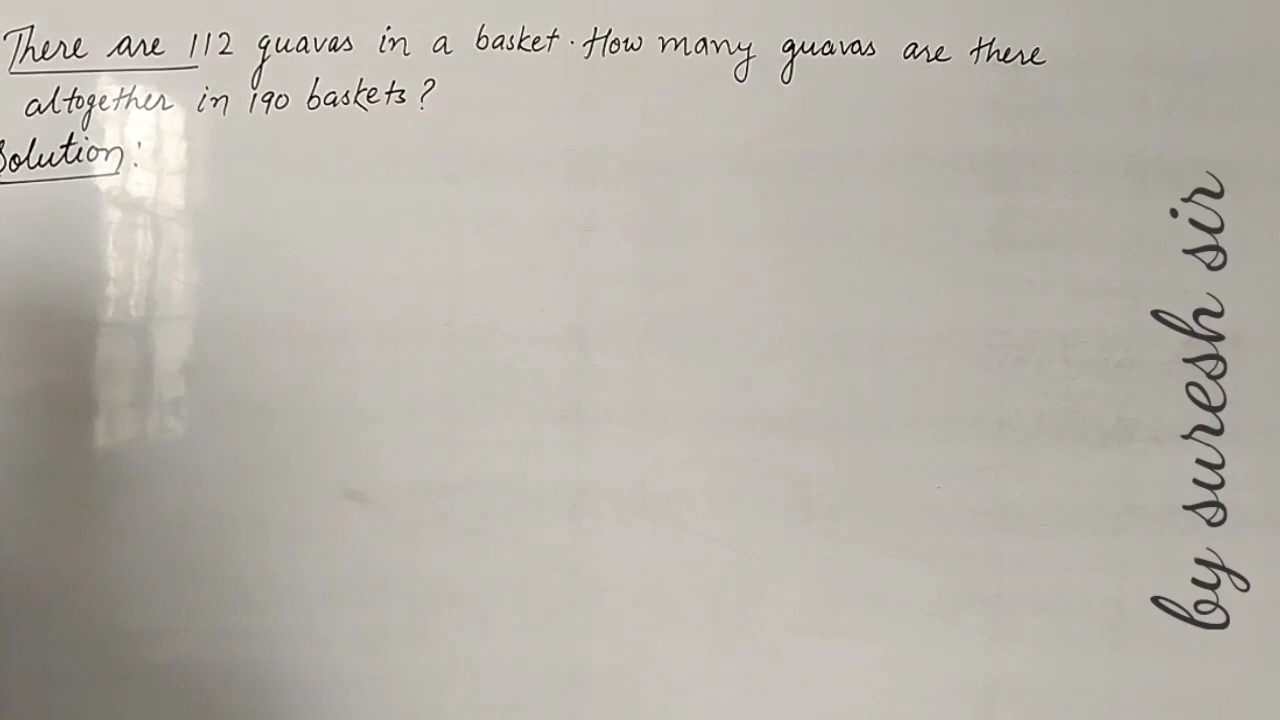 There are 112 guavas in a basket. How many guavas are there
altogether in 190 baskets?
Solution:
by suresh sir